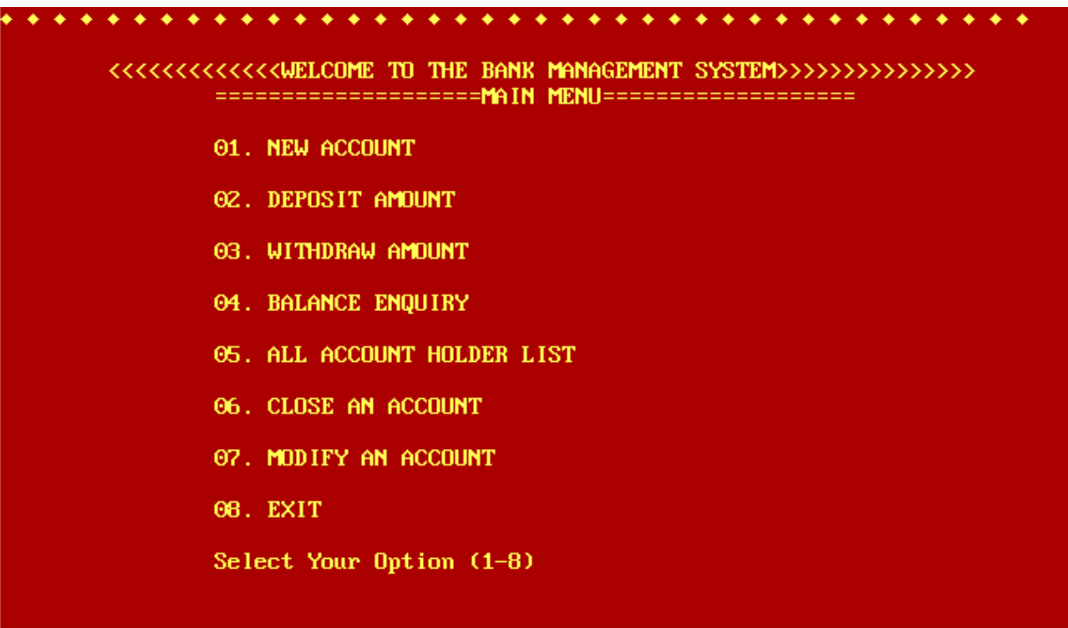 <<<<<<<<<<<<<WELCOME TO THE BANK MANAGEMENT SYSTEM>>>>>>>>>>>>>>>
====================MAIN MENU===================
01. NEW ACCOUNT
02. DEPOSIT AMOUNT
03. WITHDRAW AMOUNT
04. BALANCE ENQUIRY
05. ALL ACCOUNT HOLDER LIST
06. CLOSE AN ACCOUNT
07. MODIFY AN ACCOUNT
08. EXIT
Select Your Option (1-8)